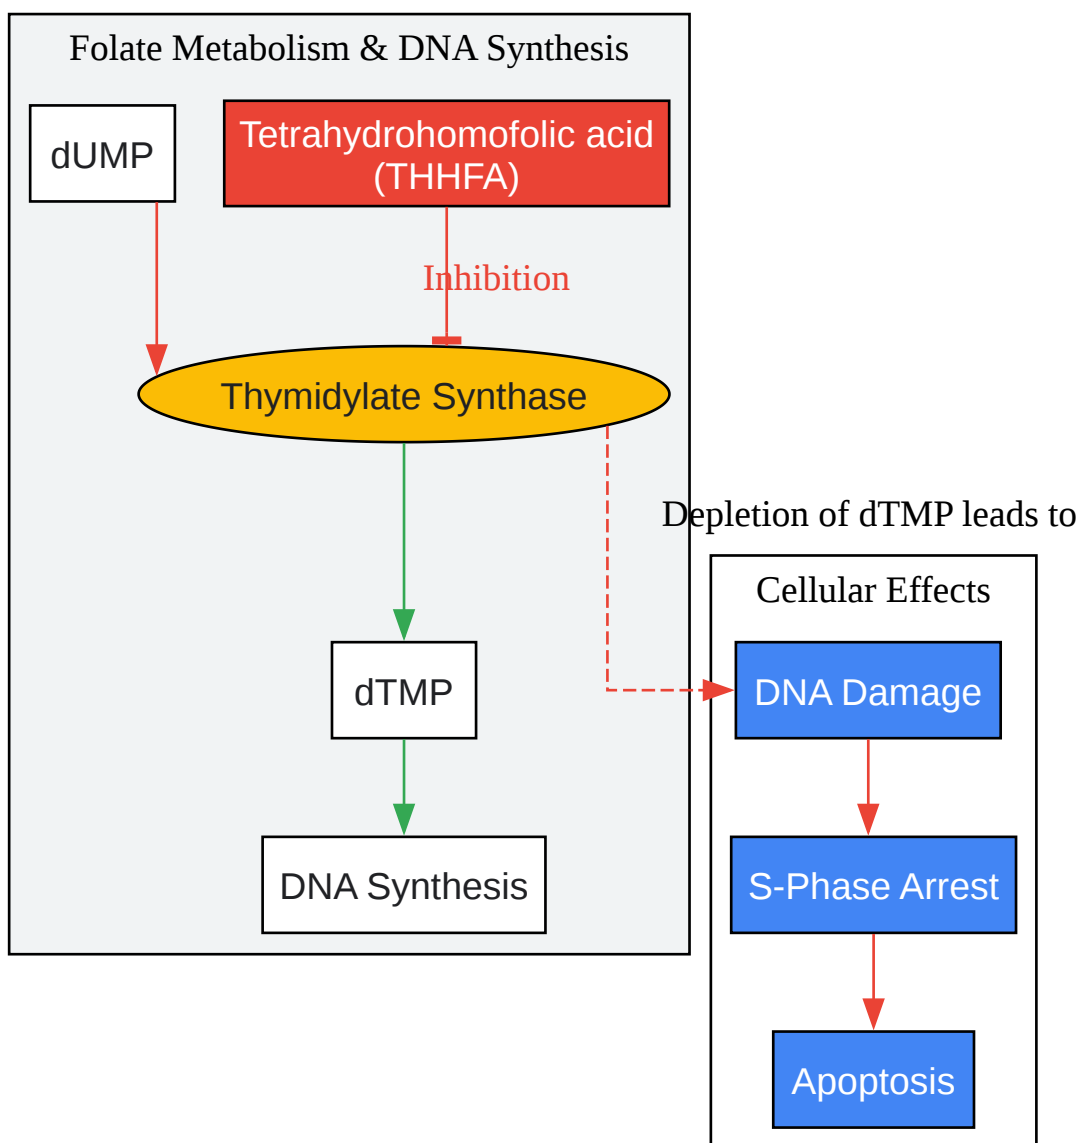 Folate Metabolism & DNA Synthesis
dUMP
Tetrahydrohomofolic acid
(THHFA)
Inhibition
Thymidylate Synthase
Depletion of dTMP leads to
Cellular Effects
dTMP
DNA Damage
DNA Synthesis
S-Phase Arrest
Apoptosis